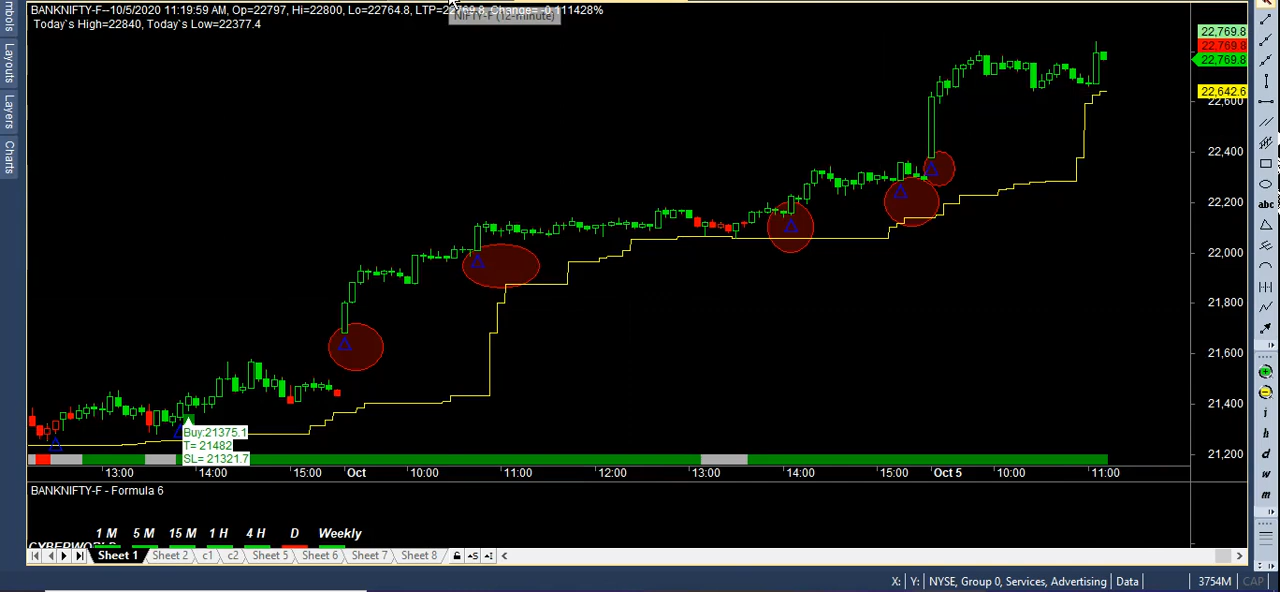 BANKNIFTY-F--10/5/2020 11:19:59 AM, Op=22797, Hi=22800, Lo=22764.8, LTP=22769.8, Change= -0.111428%
NIFTY-F (12-minute)
Today`s High=22840, Today`s Low=22377.4
mbols
Layouts
Layers
Charts
22,769.8
22,769.8
22,769.8
22,642.6
22,600
22,400
22,200
22,000
21,800
21,600
21,400
21,200
abc
i
h
d
w
m
Buy:21375.1
T= 21482
SL= 21321.7
13:00 14:00 15:00 Oct 10:00 11:00 12:00 13:00 14:00 15:00 Oct 5 10:00 11:00
BANKNIFTY-F - Formula 6
1 M 5 M 15 M 1 H 4 H D Weekly
CYBERWORLD
Sheet 1 Sheet 2 c1 c2 Sheet 5 Sheet 6 Sheet 7 Sheet 8
X: Y: NYSE, Group 0, Services, Advertising Data 3754M CAP